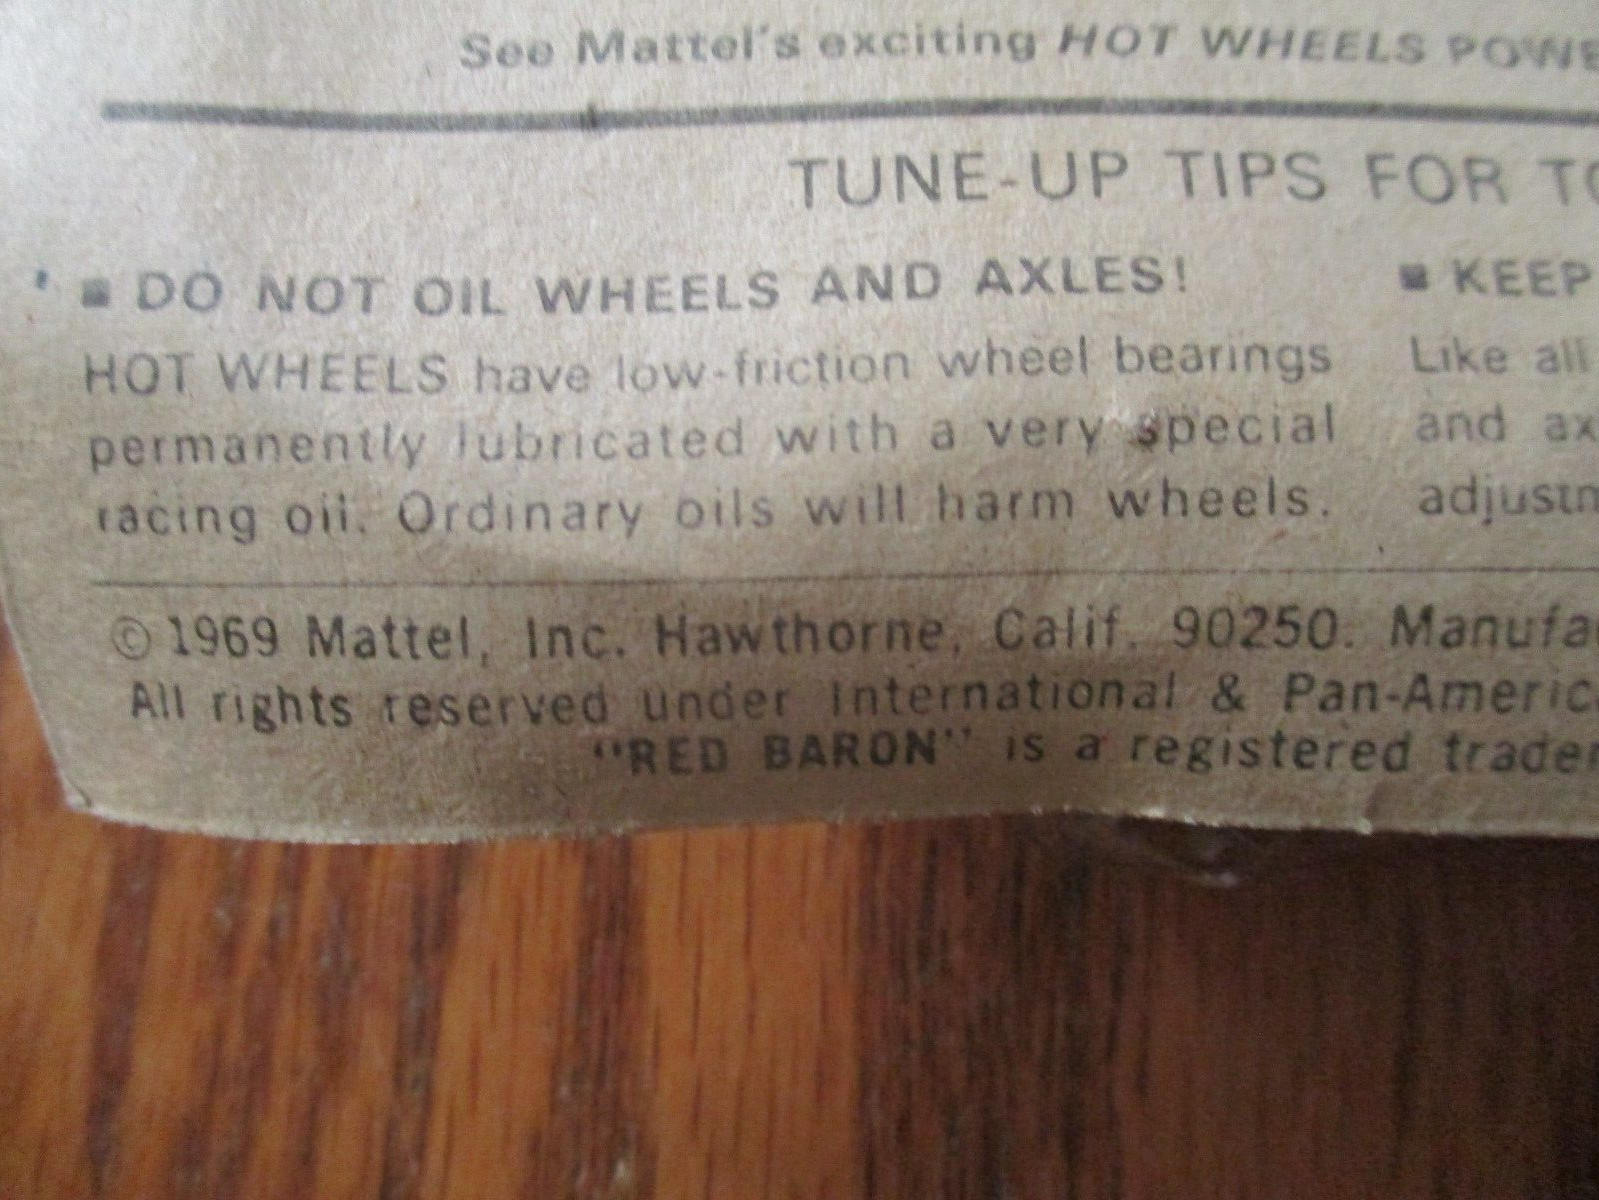 See Mattel's exciting HOT WHEELS POWE
TUNE-UP TIPS FOR TO
■ DO NOT OIL WHEELS AND AXLES!
HOT WHEELS have low-friction wheel bearings
permanently lubricated with a very special
racing oil. Ordinary oils will harm wheels.
■ KEEP
Like all
and ax
adjustm
© 1969 Mattel, Inc. Hawthorne, Calif. 90250. Manufa
All rights reserved under International & Pan-Americ
"RED BARON" is a registered trade